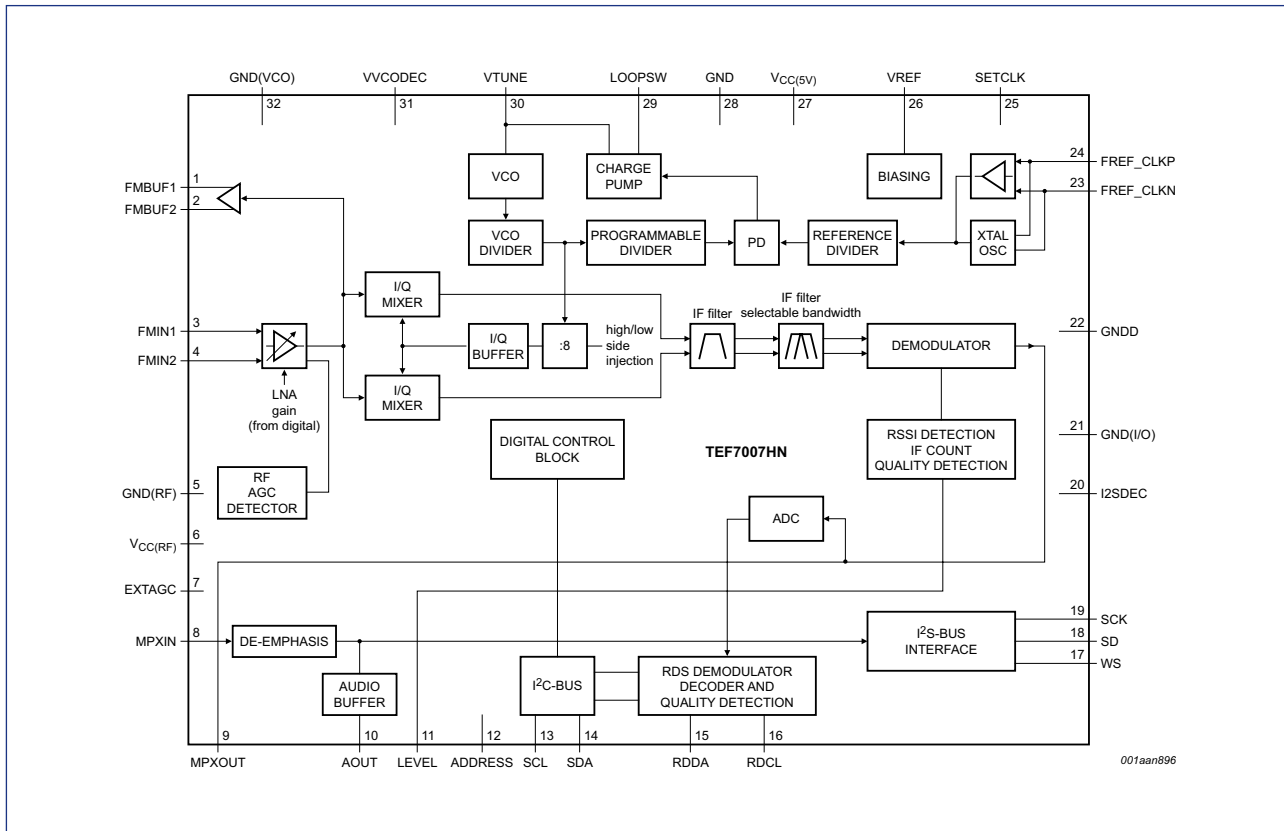 GND(VCO) VVCODEC VTUNE LOOPSW GND VCC(5V) VREF SETCLK
32 31 30 29 28 27 26 25
FMBUF1 1
FMBUF2 2
VCO
CHARGE
PUMP
BIASING
24 FREF_CLKP
23 FREF_CLKN
VCO
DIVIDER
PROGRAMMABLE
DIVIDER
PD
REFERENCE
DIVIDER
XTAL
OSC
I/Q
MIXER
FMIN1 3
FMIN2 4
LNA
gain
(from digital)
I/Q
BUFFER
:8
high/low
side
injection
IF filter
IF filter
selectable bandwidth
DEMODULATOR
22 GNDD
I/Q
MIXER
DIGITAL CONTROL
BLOCK
TEF7007HN
RSSI DETECTION
IF COUNT
QUALITY DETECTION
21 GND(I/O)
20 I2SDEC
GND(RF) 5
RF
AGC
DETECTOR
ADC
VCC(RF) 6
EXTAGC 7
MPXIN 8
DE-EMPHASIS
AUDIO
BUFFER
I2C-BUS
RDS DEMODULATOR
DECODER AND
QUALITY DETECTION
I2S-BUS
INTERFACE
19 SCK
18 SD
17 WS
9 10 11 12 13 14 15 16
MPXOUT AOUT LEVEL ADDRESS SCL SDA RDDA RDCL
001aan896